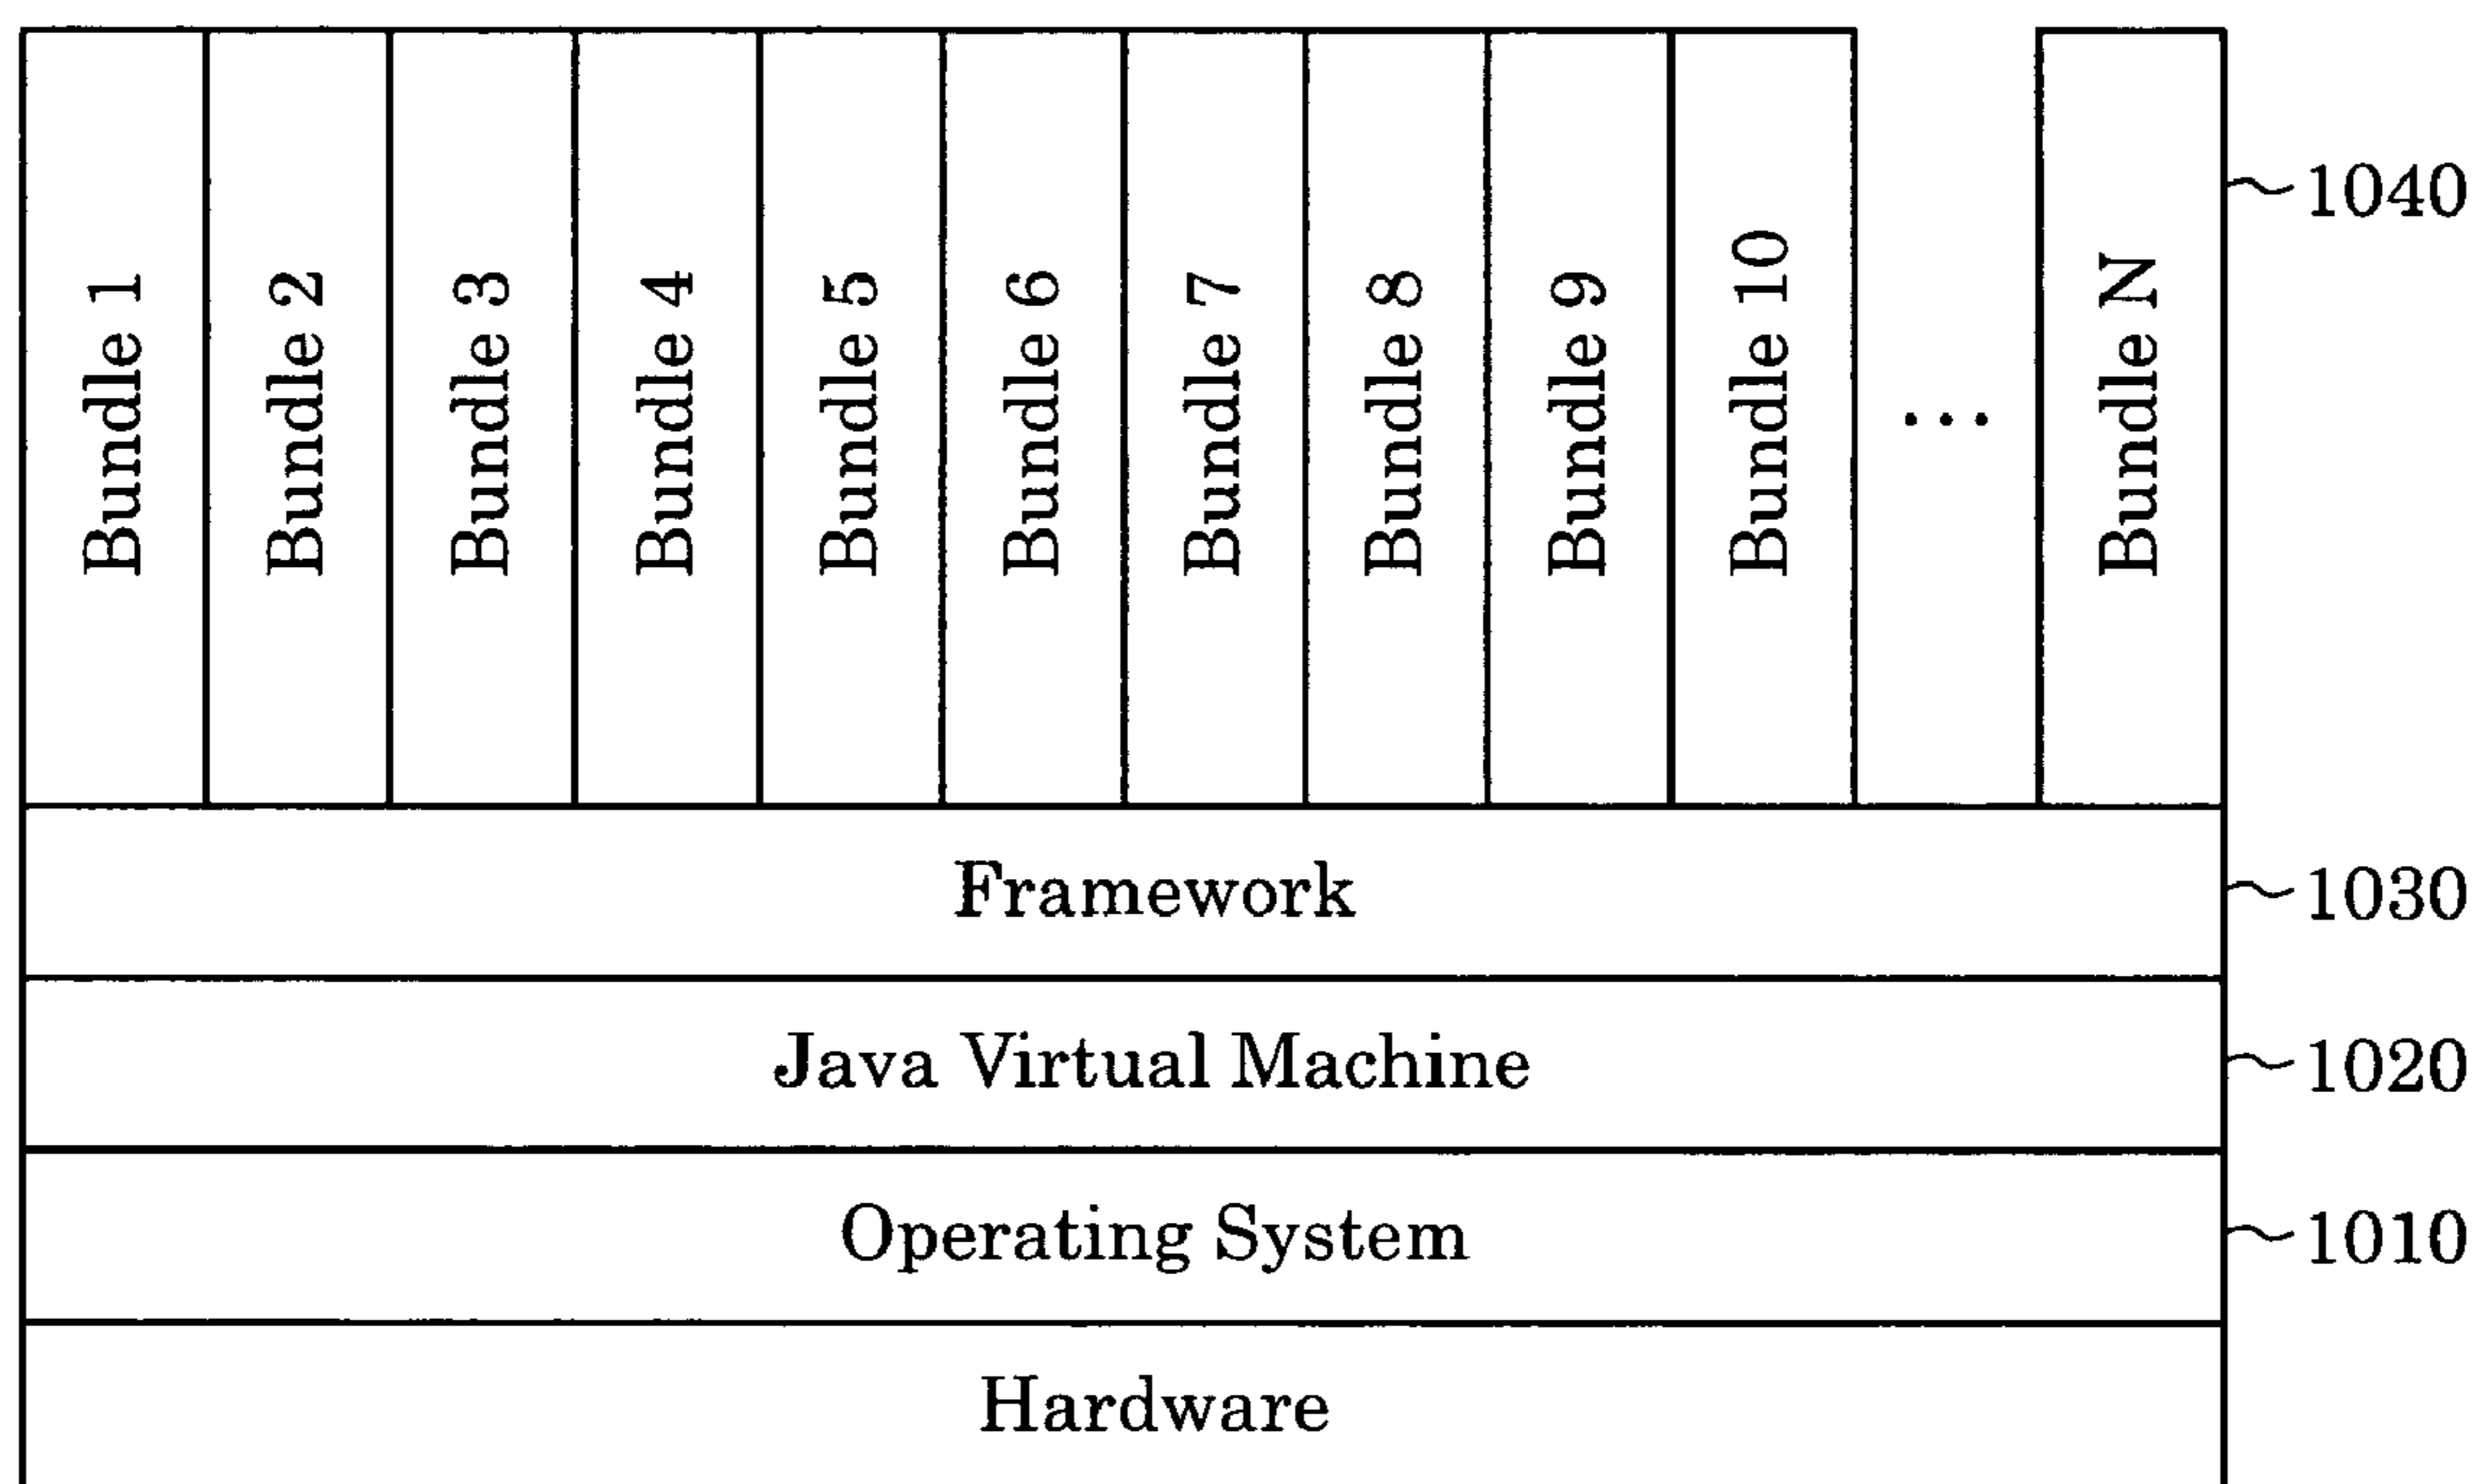 Bundle 1
Bundle 2
Bundle 3
Bundle 4
Bundle 5
Bundle 6
Bundle 7
Bundle 8
Bundle 9
Bundle 10
...
Bundle N
1040
Framework
1030
Java Virtual Machine
1020
Operating System
1010
Hardware